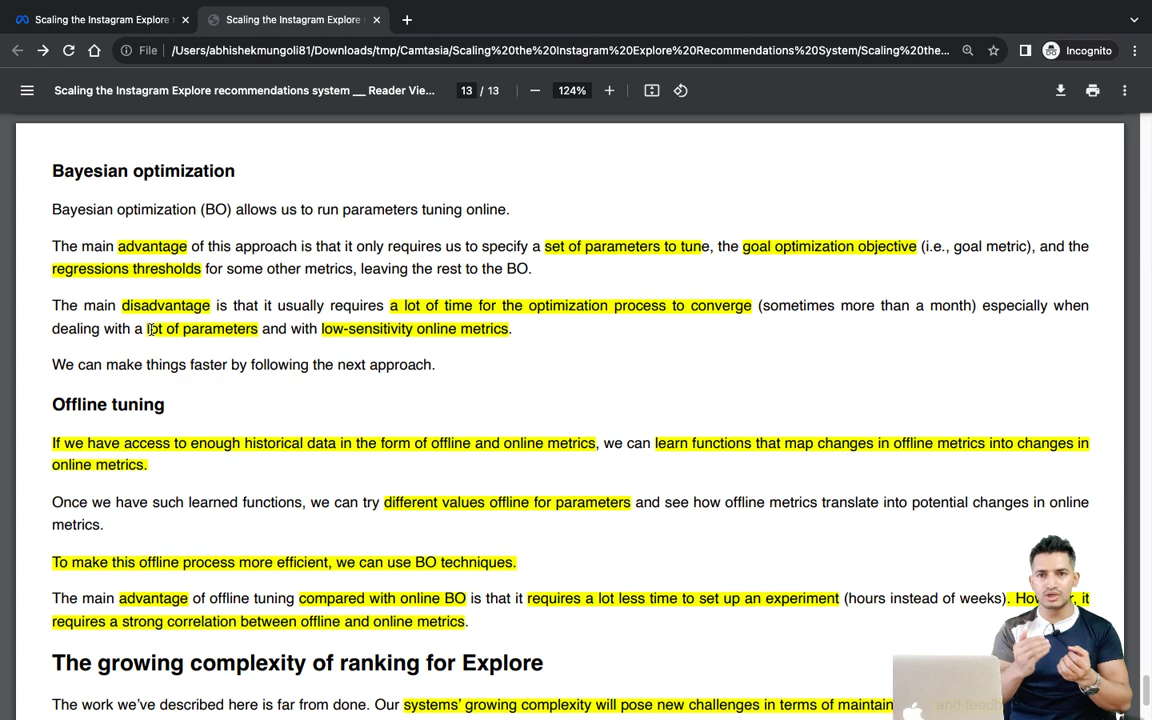 Scaling the Instagram Explore
Scaling the Instagram Explore
File
/Users/abhishekmungoli81/Downloads/tmp/Camtasia/Scaling%20the%20Instagram%20Explore%20Recommendations%20System/Scaling%20the...
Incognito
Scaling the Instagram Explore recommendations system __ Reader Vie...
13 / 13
124%
Bayesian optimization
Bayesian optimization (BO) allows us to run parameters tuning online.
The main advantage of this approach is that it only requires us to specify a set of parameters to tune, the goal optimization objective (i.e., goal metric), and the
regressions thresholds for some other metrics, leaving the rest to the BO.
The main disadvantage is that it usually requires a lot of time for the optimization process to converge (sometimes more than a month) especially when
dealing with a lot of parameters and with low-sensitivity online metrics.
We can make things faster by following the next approach.
Offline tuning
If we have access to enough historical data in the form of offline and online metrics, we can learn functions that map changes in offline metrics into changes in
online metrics.
Once we have such learned functions, we can try different values offline for parameters and see how offline metrics translate into potential changes in online
metrics.
To make this offline process more efficient, we can use BO techniques.
The main advantage of offline tuning compared with online BO is that it requires a lot less time to set up an experiment (hours instead of weeks). it
requires a strong correlation between offline and online metrics.
The growing complexity of ranking for Explore
The work we've described here is far from done. Our systems' growing complexity will pose new challenges in terms of and